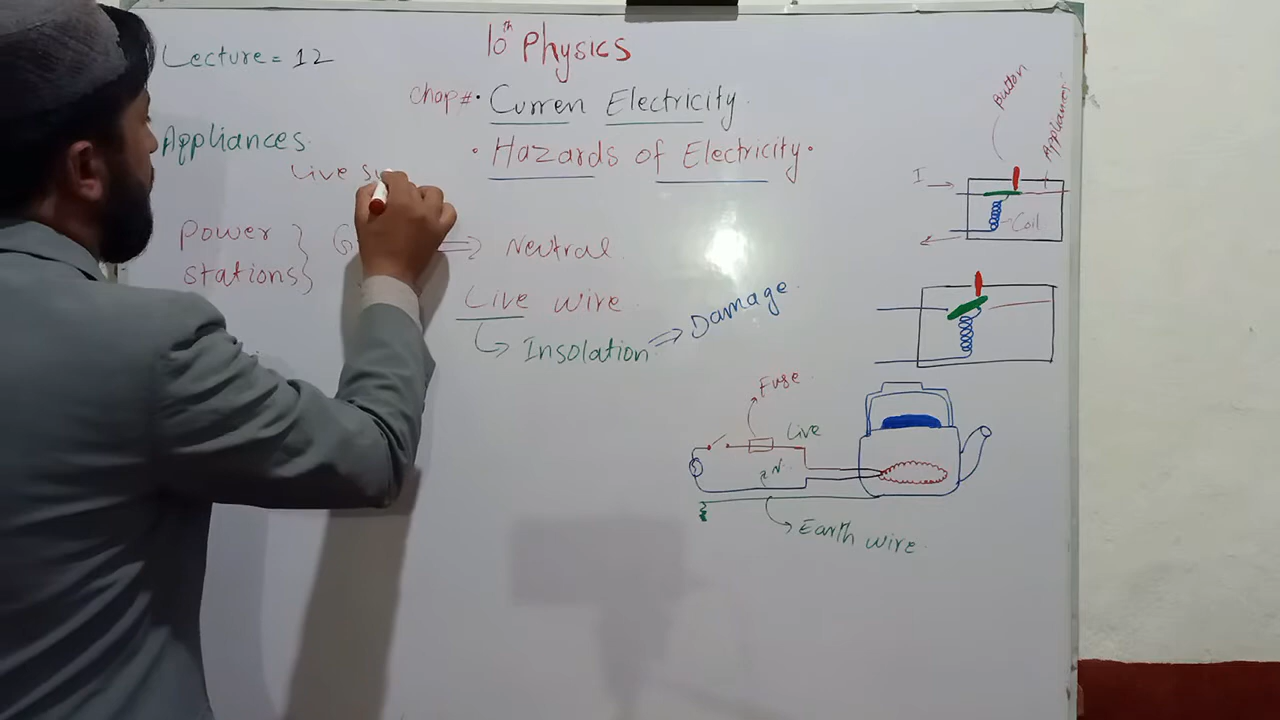 Lecture = 12
10th Physics
Chap #. Curren Electricity
. Hazards of Electricity.
Appliances.
Live
Power
Stations
Neutral
Live wire
Insolation
Damage
Button
Appliances
I
Coil
Fuse
Live
N
Earth wire